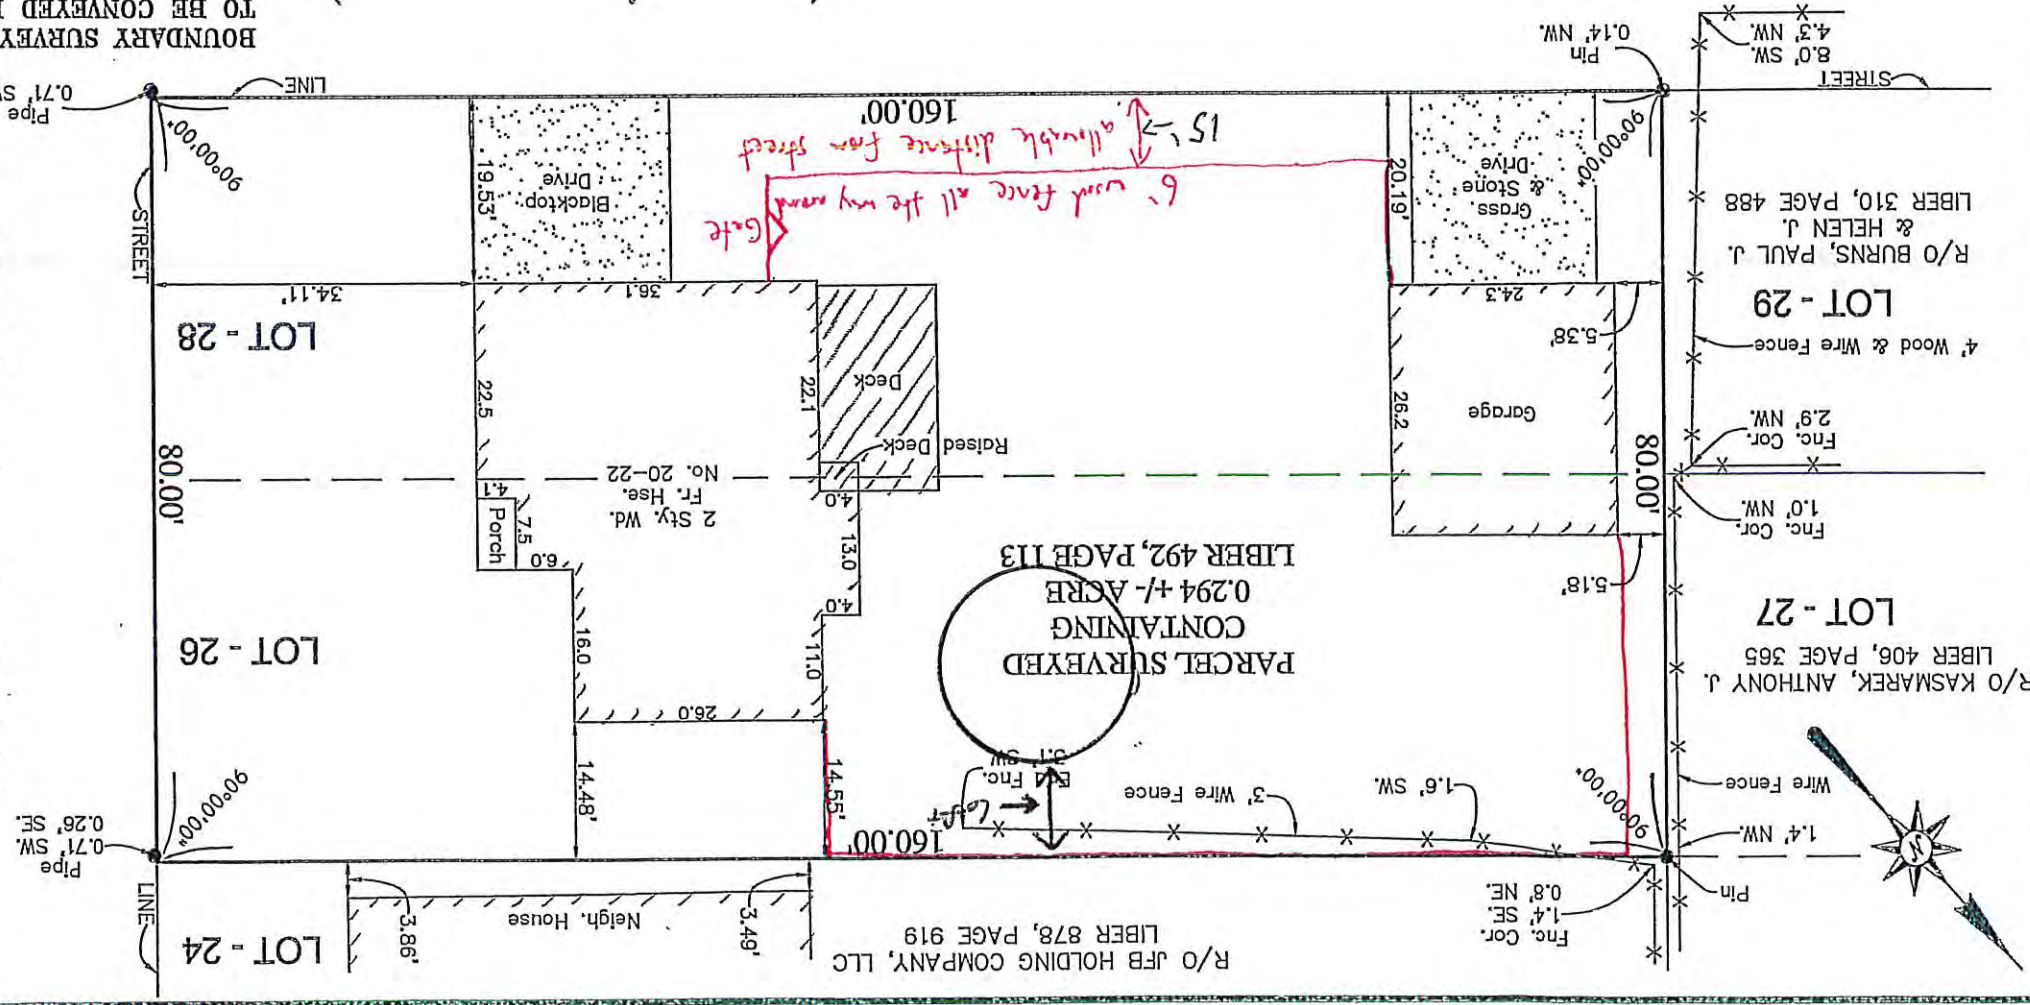 BOUNDARY SURVEY
TO BE CONVEYED
R/O JFB HOLDING COMPANY, LLC
LIBER 878, PAGE 919
LOT - 24
Neigh. House
3.49'
3.86'
LINE
Pipe
0.71' SW.
0.26' SE.
Fnc. Cor.
1.4' SE.
0.8' NE.
Pin
1.4' NW.
Wire Fence
90°00'00"
90°00'00"
160.00'
3' Wire Fence
1.6' SW.
End Fnc.
3.1' SW.
14.55'
14.48'
26.0
11.0
16.0
R/O KASMAREK, ANTHONY J.
LIBER 406, PAGE 365
LOT - 27
PARCEL SURVEYED
CONTAINING
0.294 +/- ACRE
LIBER 492, PAGE 113
LOT - 26
5.18'
4.0
13.0
4.0
6.0
7.5
4.1
Porch
2 Sty. Wd.
Fr. Hse.
No. 20-22
Fnc. Cor.
1.0' NW.
Fnc. Cor.
2.9' NW.
80.00'
80.00'
Raised Deck
Deck
Garage
26.2
22.1
22.5
4' Wood & Wire Fence
LOT - 29
R/O BURNS, PAUL J.
& HELEN J.
LIBER 310, PAGE 488
5.38'
24.3
36.1
34.11'
LOT - 28
Grass
& Stone
Drive
20.19'
Blacktop
Drive
19.53'
Gate
6' wood fence all the way around
15' ->
allowable distance from street
160.00'
90°00'00"
90°00'00"
STREET
LINE
STREET
8.0' SW.
4.3' NW.
Pin
0.14' NW.
Pipe
0.71' SW
N